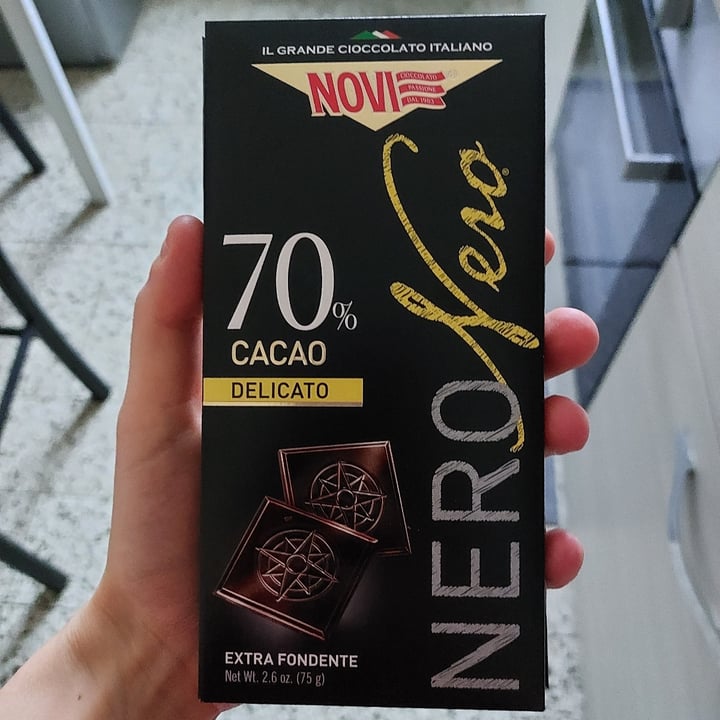 IL GRANDE CIOCCOLATO ITALIANO
NOVI
CIOCCOLATO
PASSIONE
DAL 1903
Nero®
NERO
70%
CACAO
DELICATO
EXTRA FONDENTE
Net Wt. 2.6 oz. (75 g)